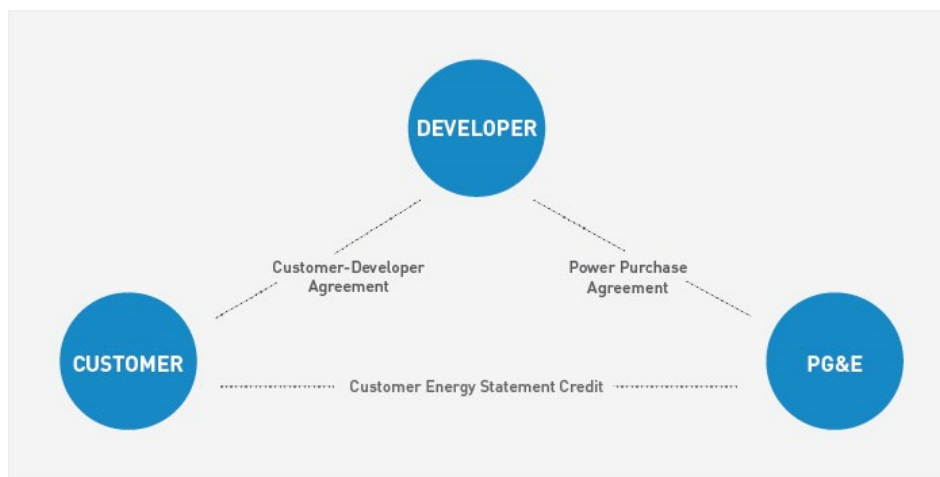 DEVELOPER
Customer-Developer
Agreement
Power Purchase
Agreement
CUSTOMER
PG&E
Customer Energy Statement Credit